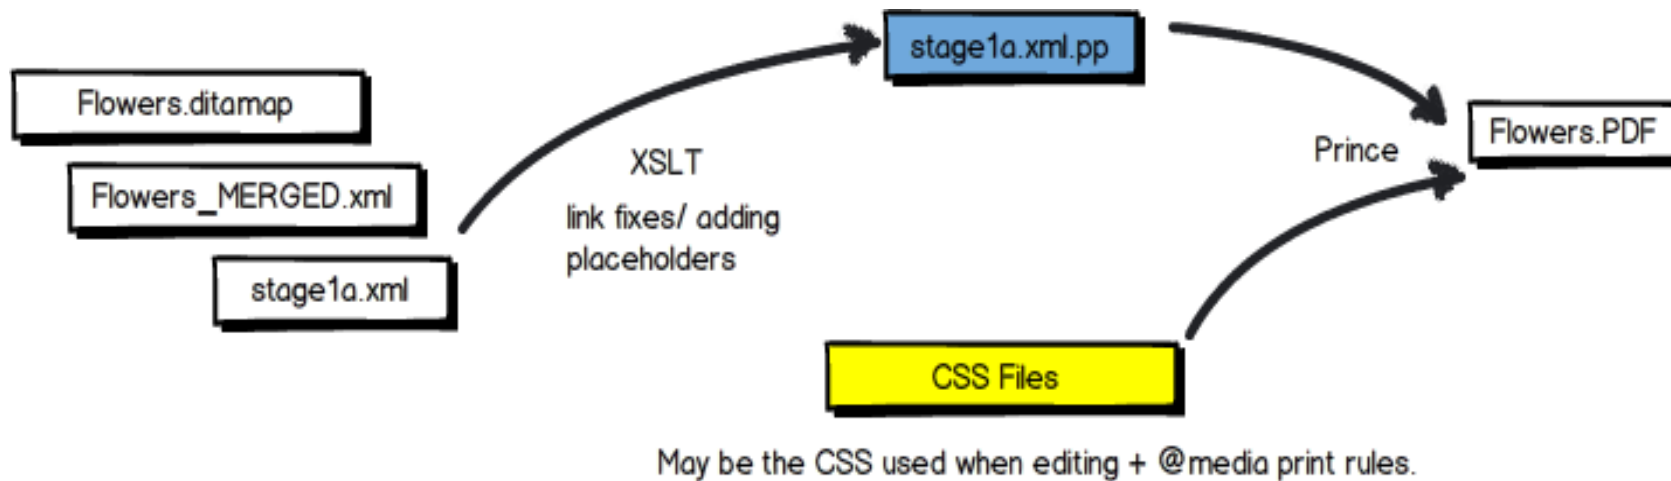 Flowers.ditamap
Flowers_MERGED.xml
stage1a.xml
XSLT
link fixes/ adding
placeholders
stage1a.xml.pp
Prince
Flowers.PDF
CSS Files
May be the CSS used when editing + @media print rules.